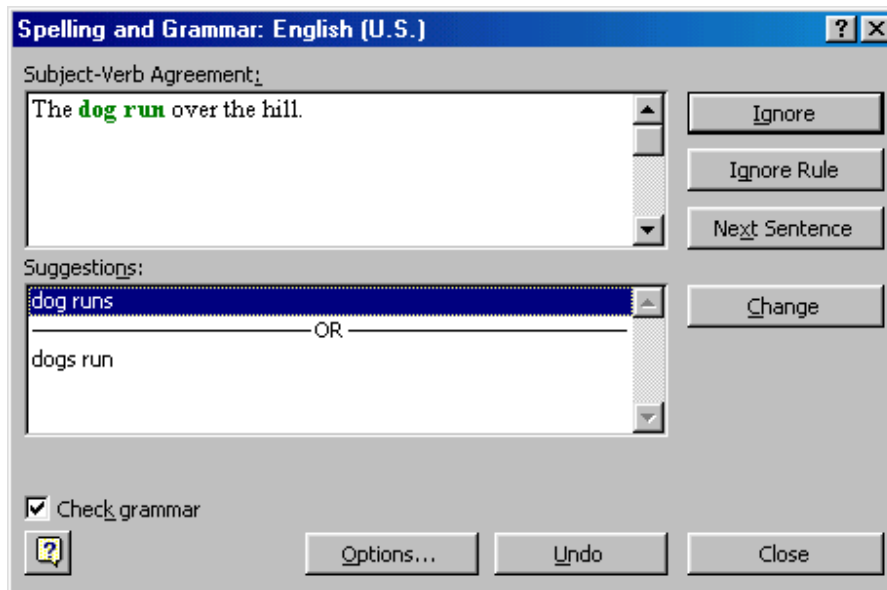 Spelling and Grammar: English (U.S.)
Subject-Verb Agreement:
The dog run over the hill.
Ignore
Ignore Rule
Next Sentence
Suggestions:
dog runs
OR
dogs run
Change
Check grammar
Options...
Undo
Close